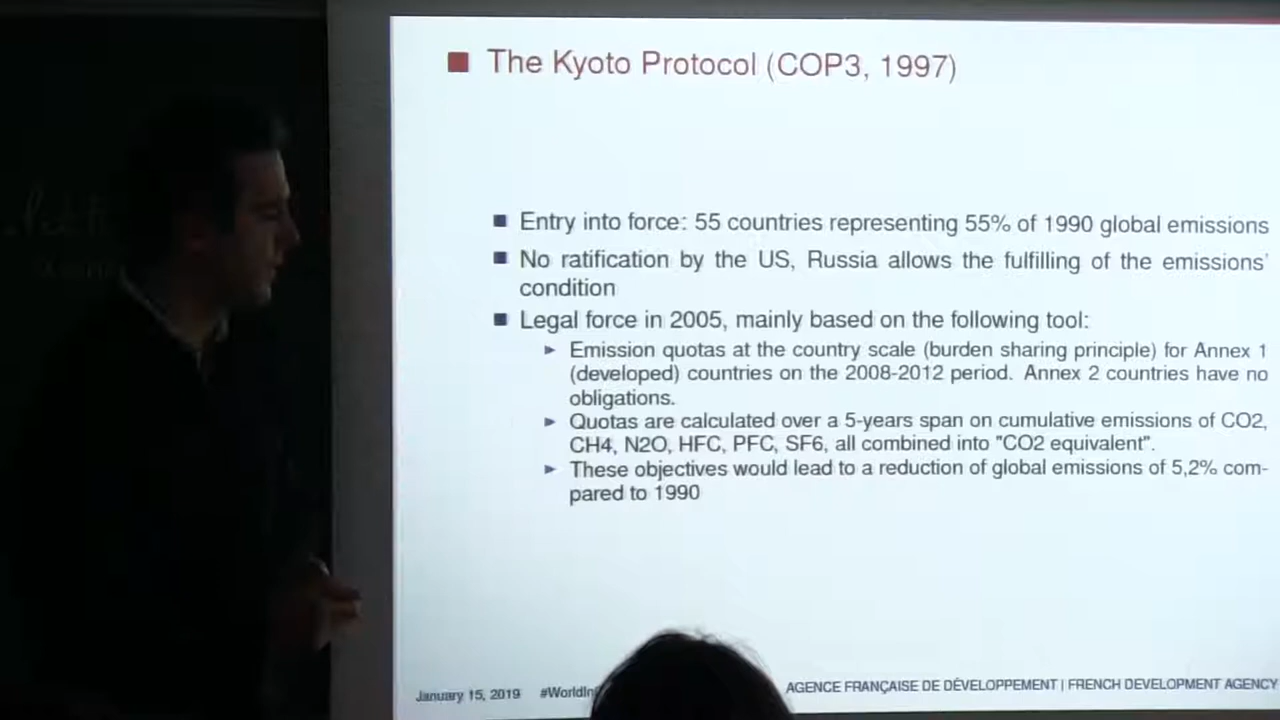 The Kyoto Protocol (COP3, 1997)
Entry into force: 55 countries representing 55% of 1990 global emissions
No ratification by the US, Russia allows the fulfilling of the emissions'
condition
Legal force in 2005, mainly based on the following tool:
Emission quotas at the country scale (burden sharing principle) for Annex 1
(developed) countries on the 2008-2012 period. Annex 2 countries have no
obligations.
Quotas are calculated over a 5-years span on cumulative emissions of CO2,
CH4, N2O, HFC, PFC, SF6, all combined into "CO2 equivalent".
These objectives would lead to a reduction of global emissions of 5,2% com-
pared to 1990
January 15, 2019 AGENCE FRANÇAISE DE DÉVELOPPEMENT | FRENCH DEVELOPMENT AGENCY